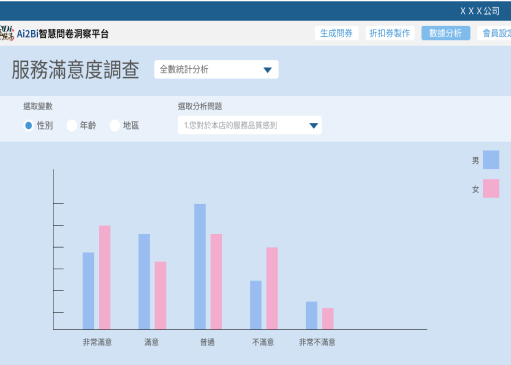 X X X公司
Ai2Bi智慧問卷洞察平台
生成問券 折扣券製作 數據分析 會員設定
服務滿意度調查 全數統計分析
選取變數 選取分析問題
性別 年齡 地區 1.您對於本店的服務品質感到
男
女
非常滿意 滿意 普通 不滿意 非常不滿意